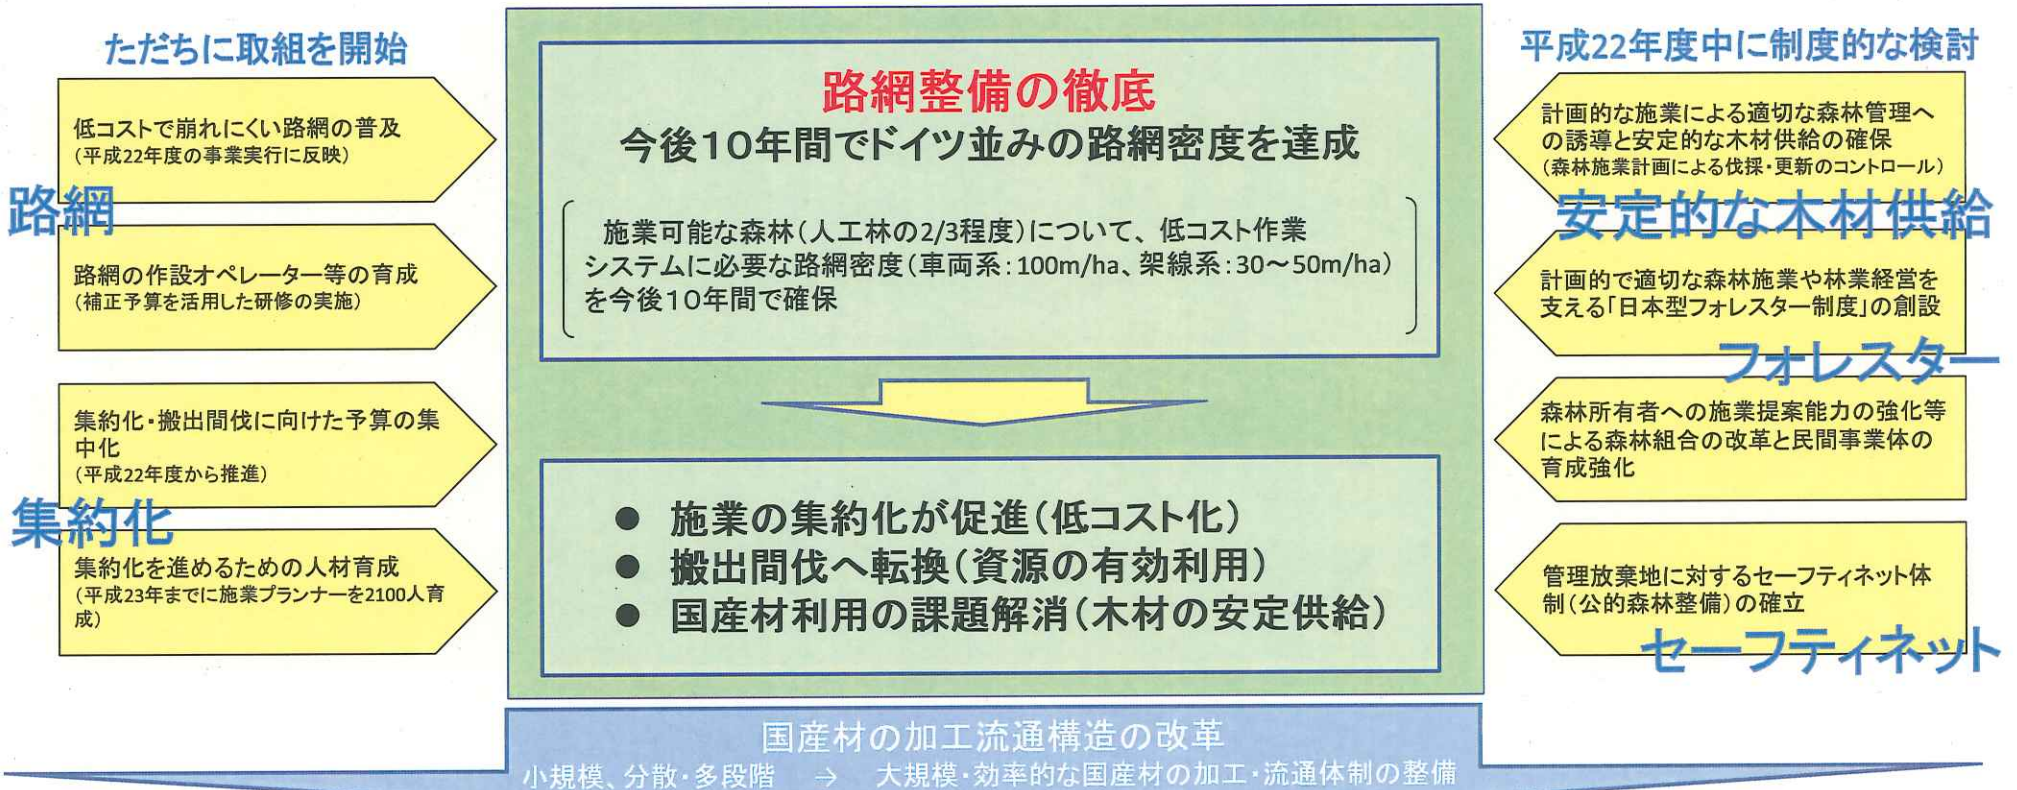 ただちに取組を開始
低コストで崩れにくい路網の普及
(平成22年度の事業実行に反映)
路網
路網の作設オペレーター等の育成
(補正予算を活用した研修の実施)
集約化・搬出間伐に向けた予算の集
中化
(平成22年度から推進)
集約化
集約化を進めるための人材育成
(平成23年までに施業プランナーを2100人育
成)
路網整備の徹底
今後10年間でドイツ並みの路網密度を達成
施業可能な森林(人工林の2/3程度)について、低コスト作業
システムに必要な路網密度(車両系:100m/ha、架線系:30～50m/ha)
を今後10年間で確保
● 施業の集約化が促進(低コスト化)
● 搬出間伐へ転換(資源の有効利用)
● 国産材利用の課題解消(木材の安定供給)
平成22年度中に制度的な検討
計画的な施業による適切な森林管理へ
の誘導と安定的な木材供給の確保
(森林施業計画による伐採・更新のコントロール)
安定的な木材供給
計画的で適切な森林施業や林業経営を
支える「日本型フォレスター制度」の創設
フォレスター
森林所有者への施業提案能力の強化等
による森林組合の改革と民間事業体の
育成強化
管理放棄地に対するセーフティネット体
制(公的森林整備)の確立
セーフティネット
国産材の加工流通構造の改革
小規模、分散・多段階 → 大規模・効率的な国産材の加工・流通体制の整備